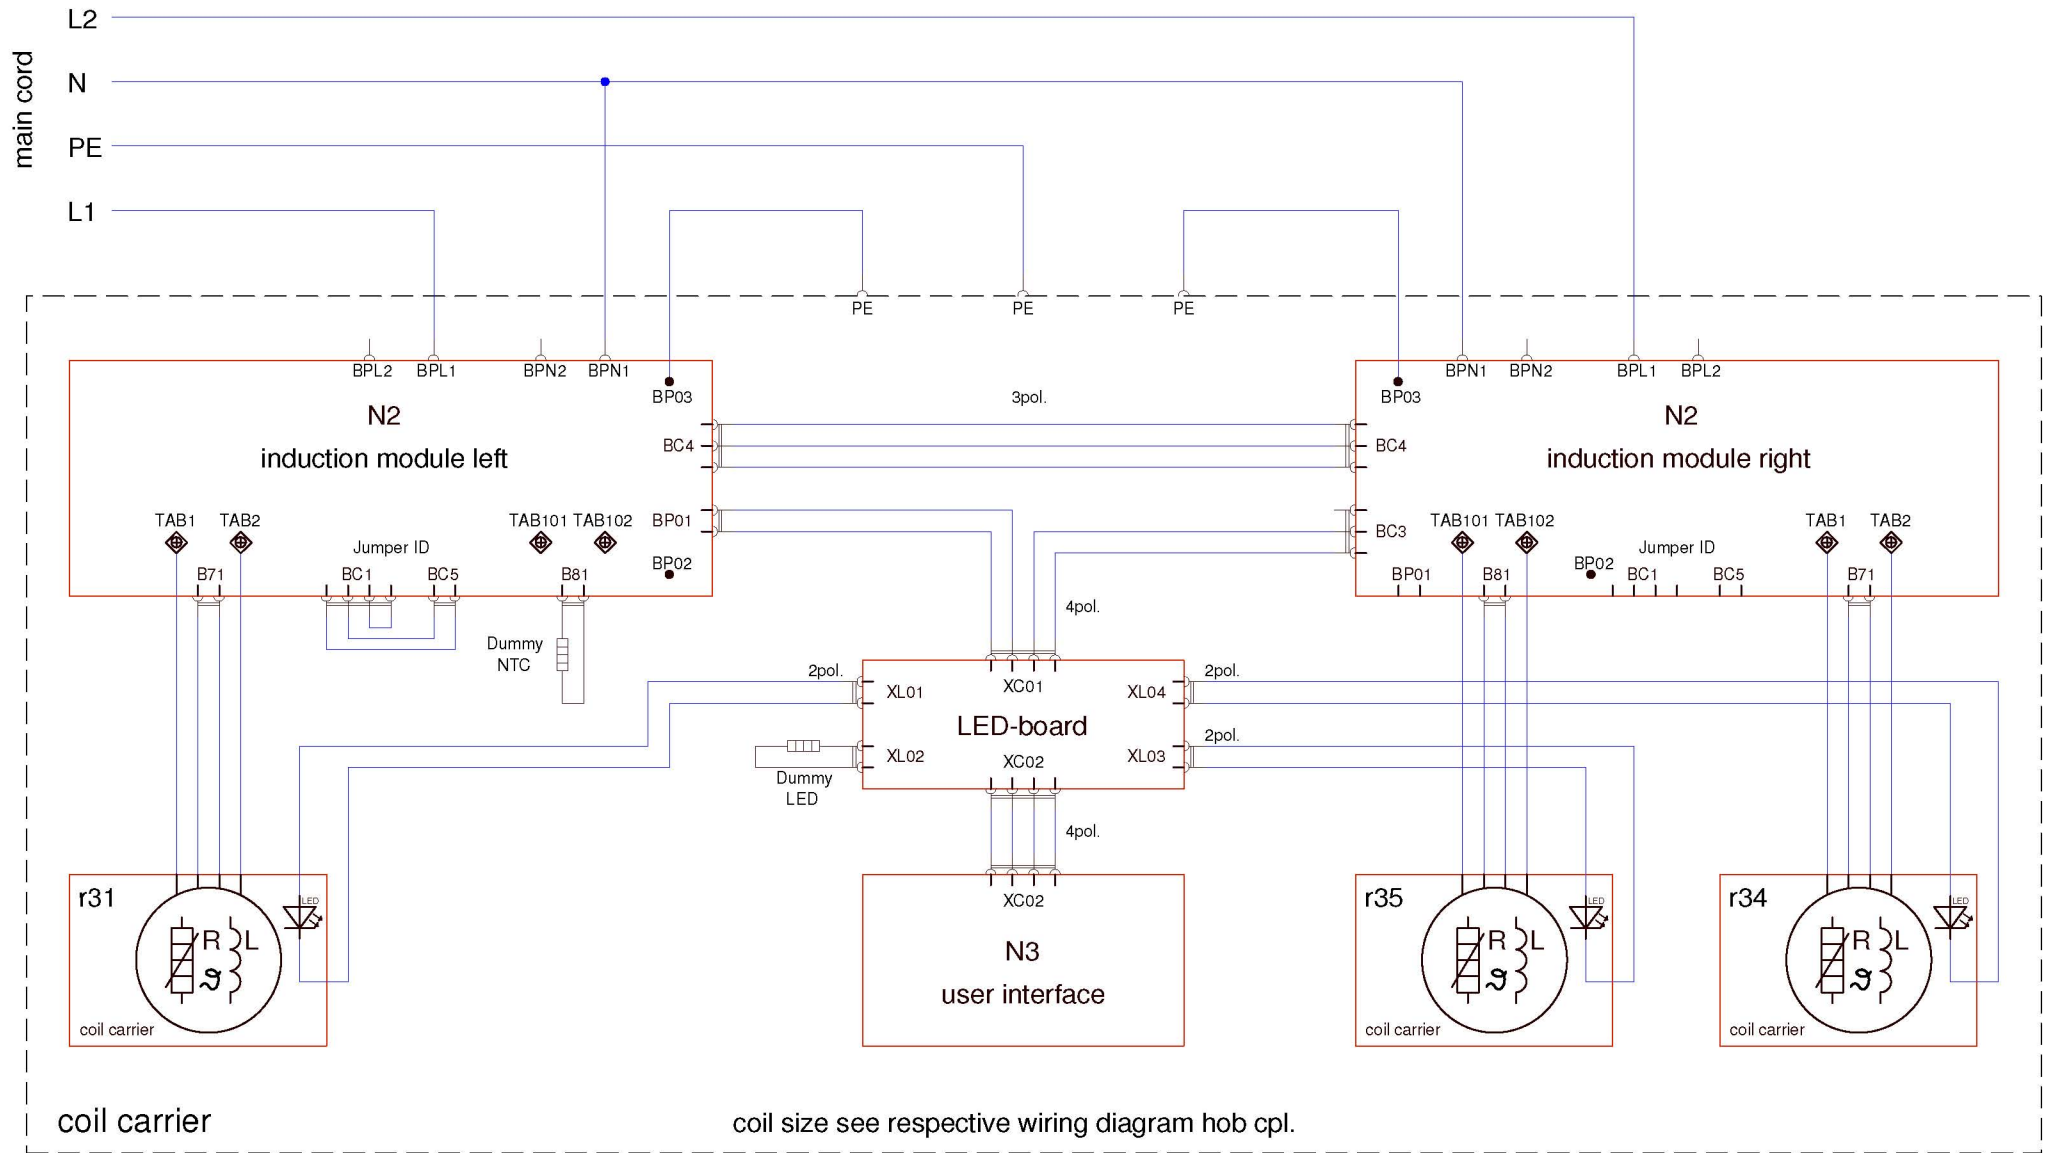 L2
main cord
N
PE
L1
PE
PE
PE
BPL2
BPL1
BPN2
BPN1
BP03
N2
induction module left
BC4
BP01
BP02
TAB1
TAB2
Jumper ID
TAB101
TAB102
B71
BC1
BC5
B81
Dummy
NTC
3pol.
BPN1
BPN2
BPL1
BPL2
BP03
N2
induction module right
BC4
BC3
TAB101
TAB102
BP02
Jumper ID
TAB1
TAB2
BP01
B81
BC1
BC5
B71
4pol.
2pol.
2pol.
XL01
XC01
XL04
LED-board
2pol.
XL02
XC02
XL03
Dummy
LED
4pol.
XC02
N3
user interface
r31
LED
R
L
ϑ
coil carrier
r35
LED
R
L
ϑ
coil carrier
r34
LED
R
L
ϑ
coil carrier
coil carrier
coil size see respective wiring diagram hob cpl.